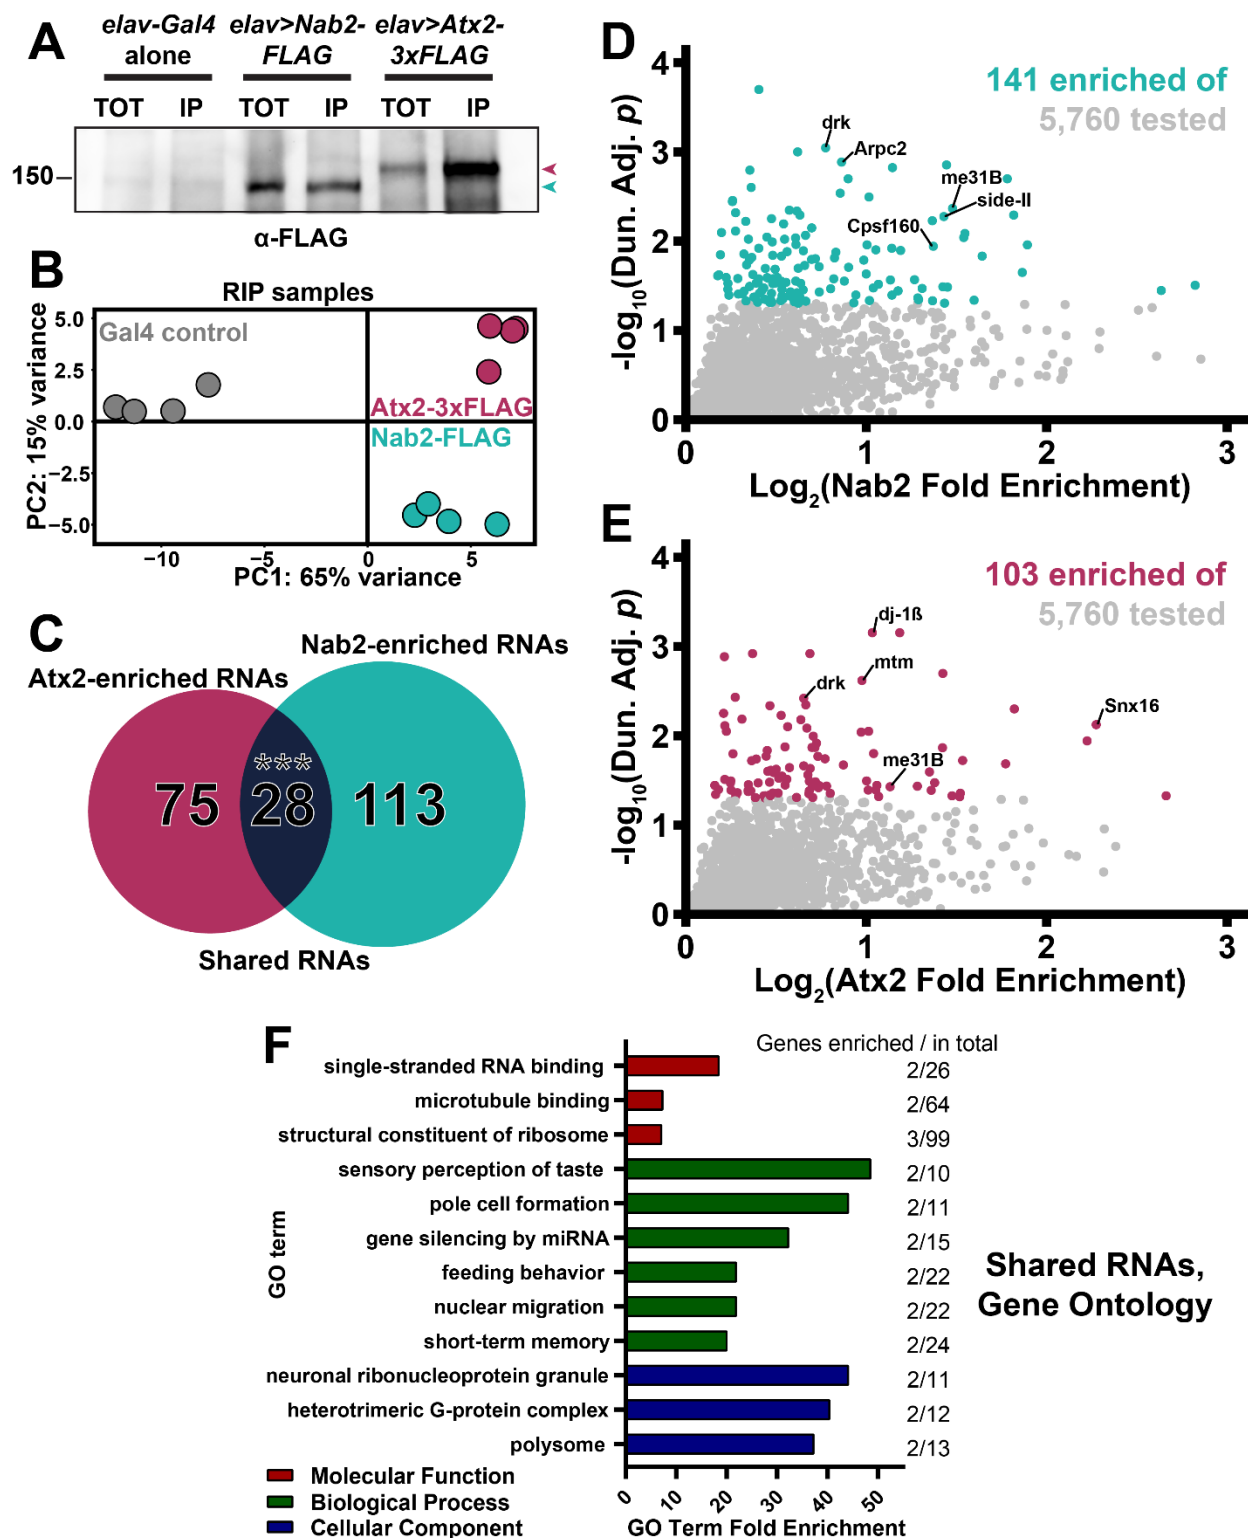 A
elav-Gal4
alone
elav>Nab2-
FLAG
elav>Atx2-
3xFLAG
TOT IP TOT IP TOT IP
150
α-FLAG
B
RIP samples
Gal4 control
Atx2-3xFLAG
Nab2-FLAG
5.0
2.5
0.0
−2.5
−5.0
PC2: 15% variance
−10 −5 0 5
PC1: 65% variance
C
Nab2-enriched RNAs
Atx2-enriched RNAs
***
75 28 113
Shared RNAs
D
141 enriched of
5,760 tested
drk
Arpc2
me31B
side-II
Cpsf160
4
3
2
1
0
-log10(Dun. Adj. p)
0 1 2 3
Log2(Nab2 Fold Enrichment)
E
103 enriched of
5,760 tested
dj-1ß
mtm
drk
Snx16
me31B
4
3
2
1
0
-log10(Dun. Adj. p)
0 1 2 3
Log2(Atx2 Fold Enrichment)
F
Genes enriched / in total
single-stranded RNA binding 2/26
microtubule binding 2/64
structural constituent of ribosome 3/99
sensory perception of taste 2/10
pole cell formation 2/11
gene silencing by miRNA 2/15
feeding behavior 2/22
nuclear migration 2/22
short-term memory 2/24
neuronal ribonucleoprotein granule 2/11
heterotrimeric G-protein complex 2/12
polysome 2/13
GO term
Shared RNAs,
Gene Ontology
Molecular Function
Biological Process
Cellular Component
0 10 20 30 40 50
GO Term Fold Enrichment